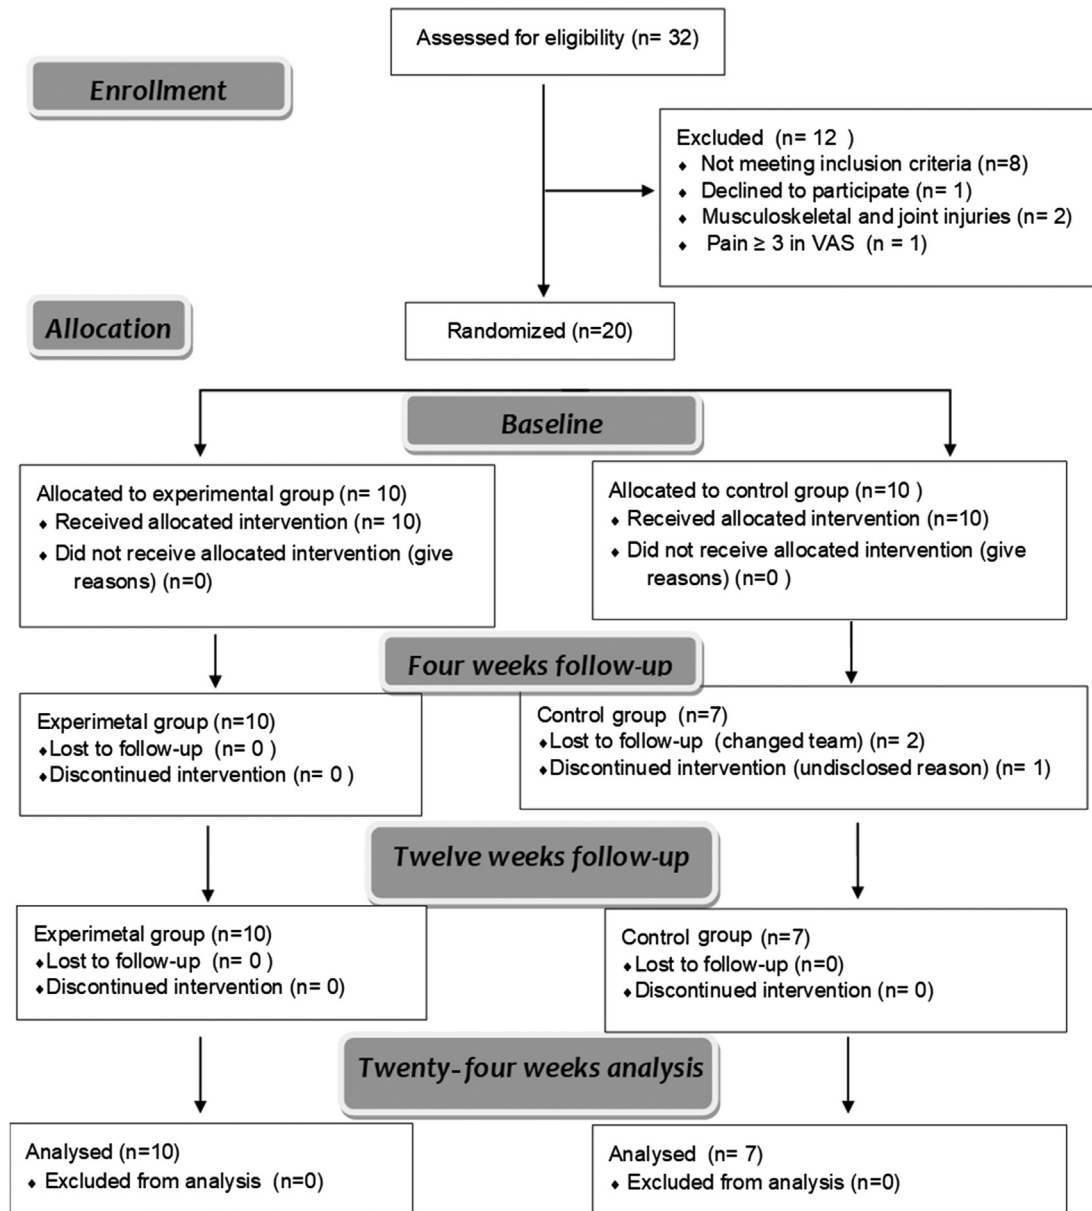 Assessed for eligibility (n= 32)
Enrollment
Excluded (n= 12 )
⬧ Not meeting inclusion criteria (n=8)
⬧ Declined to participate (n= 1)
⬧ Musculoskeletal and joint injuries (n= 2)
⬧ Pain ≥ 3 in VAS (n = 1)
Allocation
Randomized (n=20)
Baseline
Allocated to experimental group (n= 10)
⬧ Received allocated intervention (n= 10)
⬧ Did not receive allocated intervention (give
reasons) (n=0)
Allocated to control group (n=10 )
⬧ Received allocated intervention (n=10)
⬧ Did not receive allocated intervention (give
reasons) (n=0 )
Four weeks follow-up
Experimetal group (n=10)
⬧Lost to follow-up (n= 0 )
⬧Discontinued intervention (n= 0 )
Control group (n=7)
⬧Lost to follow-up (changed team) (n= 2)
⬧Discontinued intervention (undisclosed reason) (n= 1)
Twelve weeks follow-up
Experimetal group (n=10)
⬧Lost to follow-up (n= 0 )
⬧Discontinued intervention (n= 0)
Control group (n=7)
⬧Lost to follow-up (n=0)
⬧Discontinued intervention (n= 0)
Twenty-four weeks analysis
Analysed (n=10)
⬧ Excluded from analysis (n=0)
Analysed (n= 7)
⬧ Excluded from analysis (n=0)